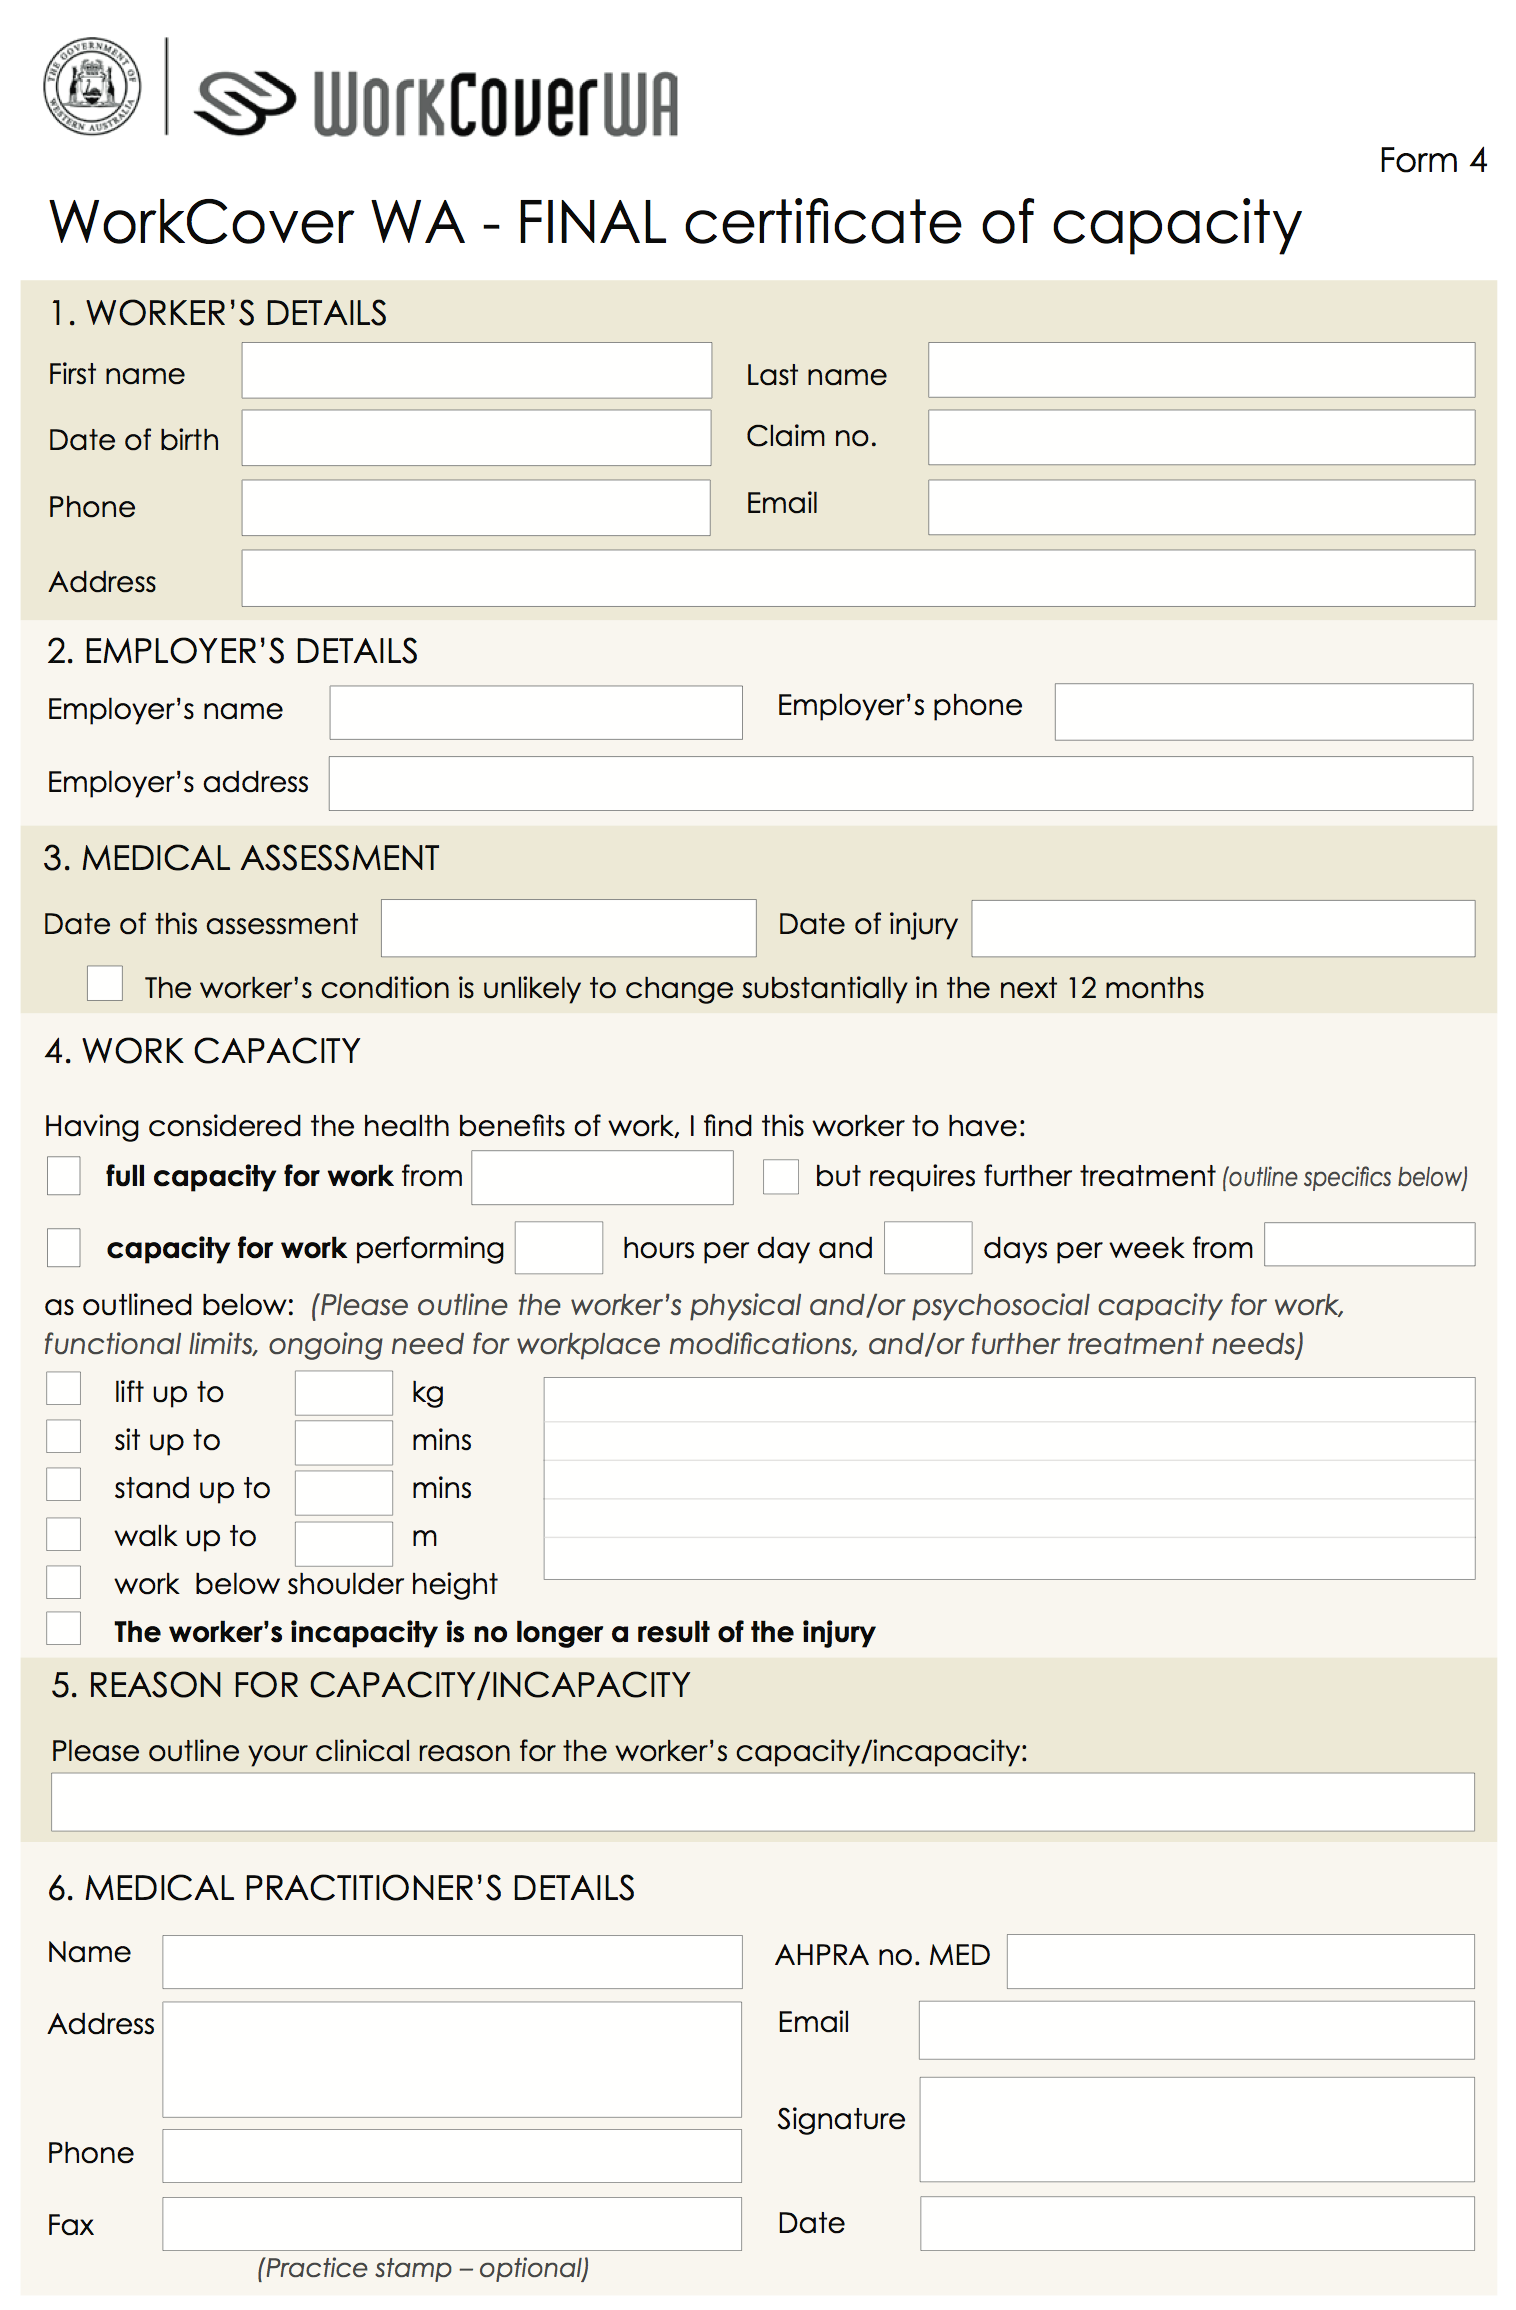 THE GOVERNMENT OF WESTERN AUSTRALIA
WorkCoverWA
Form 4
WorkCover WA - FINAL certificate of capacity
1. WORKER'S DETAILS
First name Last name
Date of birth Claim no.
Phone Email
Address
2. EMPLOYER'S DETAILS
Employer's name Employer's phone
Employer's address
3. MEDICAL ASSESSMENT
Date of this assessment Date of injury
The worker's condition is unlikely to change substantially in the next 12 months
4. WORK CAPACITY
Having considered the health benefits of work, I find this worker to have:
full capacity for work from but requires further treatment (outline specifics below)
capacity for work performing hours per day and days per week from
as outlined below: (Please outline the worker's physical and/or psychosocial capacity for work,
functional limits, ongoing need for workplace modifications, and/or further treatment needs)
lift up to kg
sit up to mins
stand up to mins
walk up to m
work below shoulder height
The worker's incapacity is no longer a result of the injury
5. REASON FOR CAPACITY/INCAPACITY
Please outline your clinical reason for the worker's capacity/incapacity:
6. MEDICAL PRACTITIONER'S DETAILS
Name AHPRA no. MED
Address Email
Signature
Phone
Fax Date
(Practice stamp – optional)